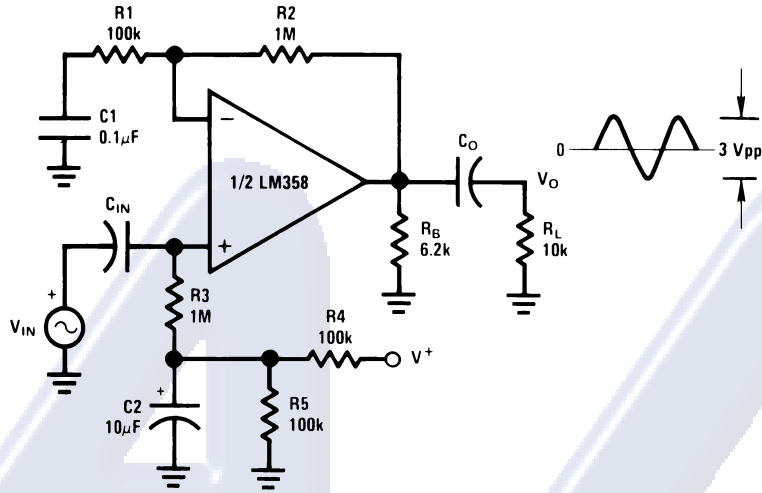 R1
100k
R2
1M
C1
0.1μF
−
1/2 LM358
+
CIN
+
VIN
R3
1M
C2
10μF
+
R5
100k
R4
100k
V+
RB
6.2k
CO
VO
RL
10k
0
3 Vpp